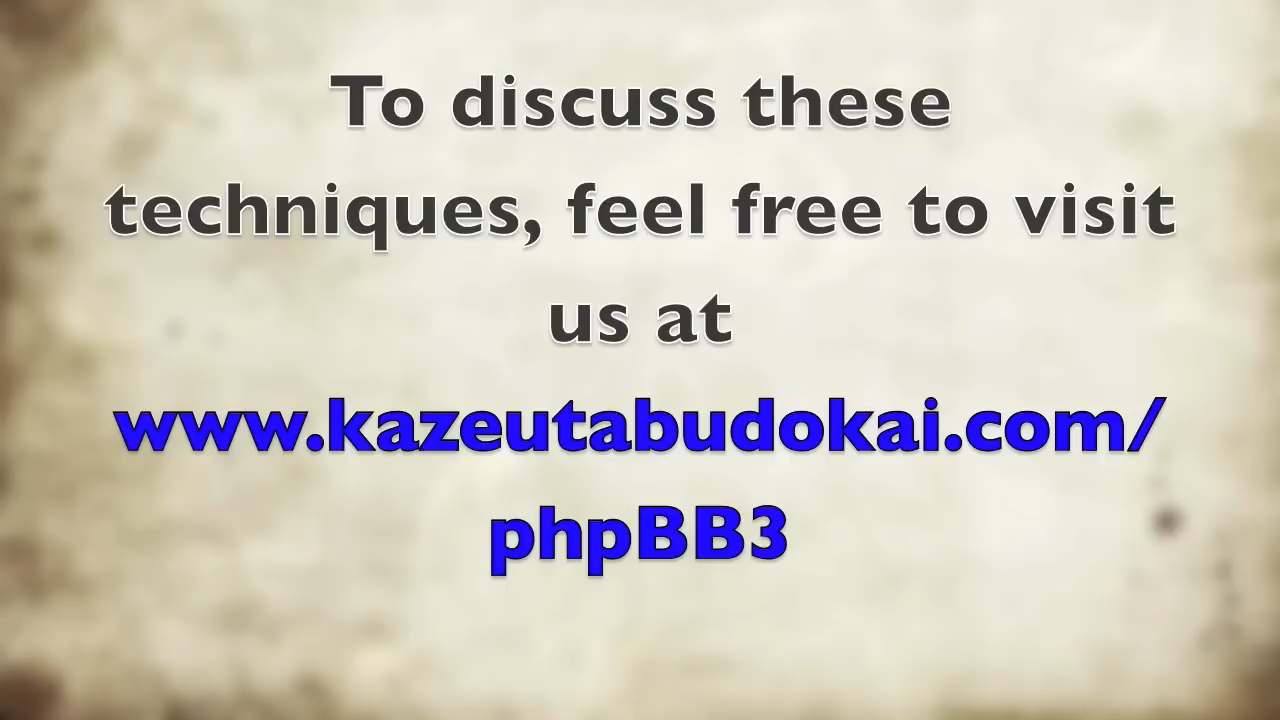 To discuss these
techniques, feel free to visit
us at
www.kazeutabudokai.com/
phpBB3